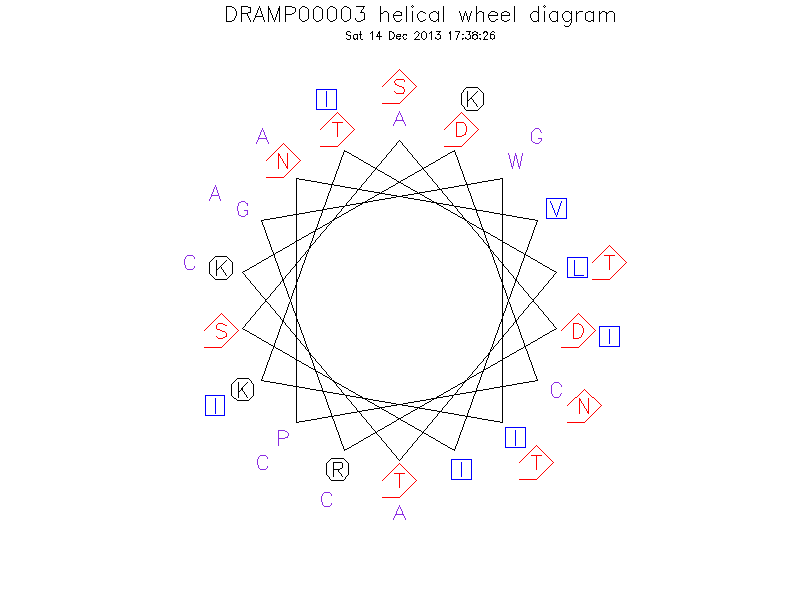 DRAMP00003 helical wheel diagram
Sat 14 Dec 2013 17:38:26
S
I K
A
T D
A G
N W
A
G V
C K L T
S D I
K C
I N
P I
C T
R I
T
C
A